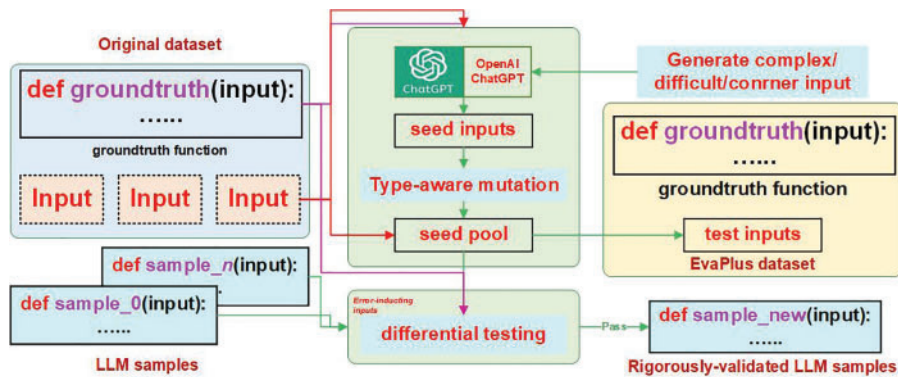 Original dataset
def groundtruth(input):
......
groundtruth function
Input
Input
Input
ChatGPT
OpenAI
ChatGPT
seed inputs
Type-aware mutation
seed pool
Generate complex/
difficult/conrner input
def groundtruth(input):
......
groundtruth function
test inputs
EvaPlus dataset
def sample_n(input):
.
def sample_0(input):
......
LLM samples
Error-inducting
inputs
differential testing
Pass
def sample_new(input):
......
Rigorously-validated LLM samples